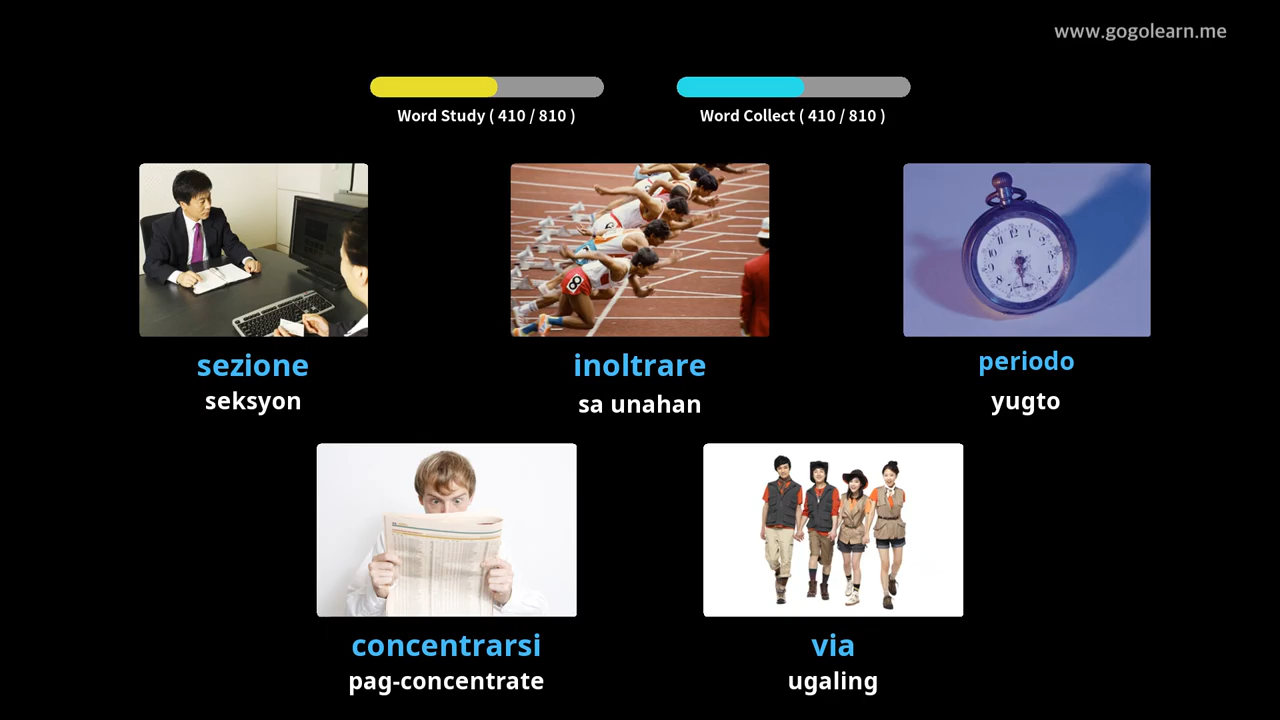 www.gogolearn.me
Word Study ( 410 / 810 )
Word Collect ( 410 / 810 )
sezione
seksyon
inoltrare
sa unahan
periodo
yugto
concentrarsi
pag-concentrate
via
ugaling